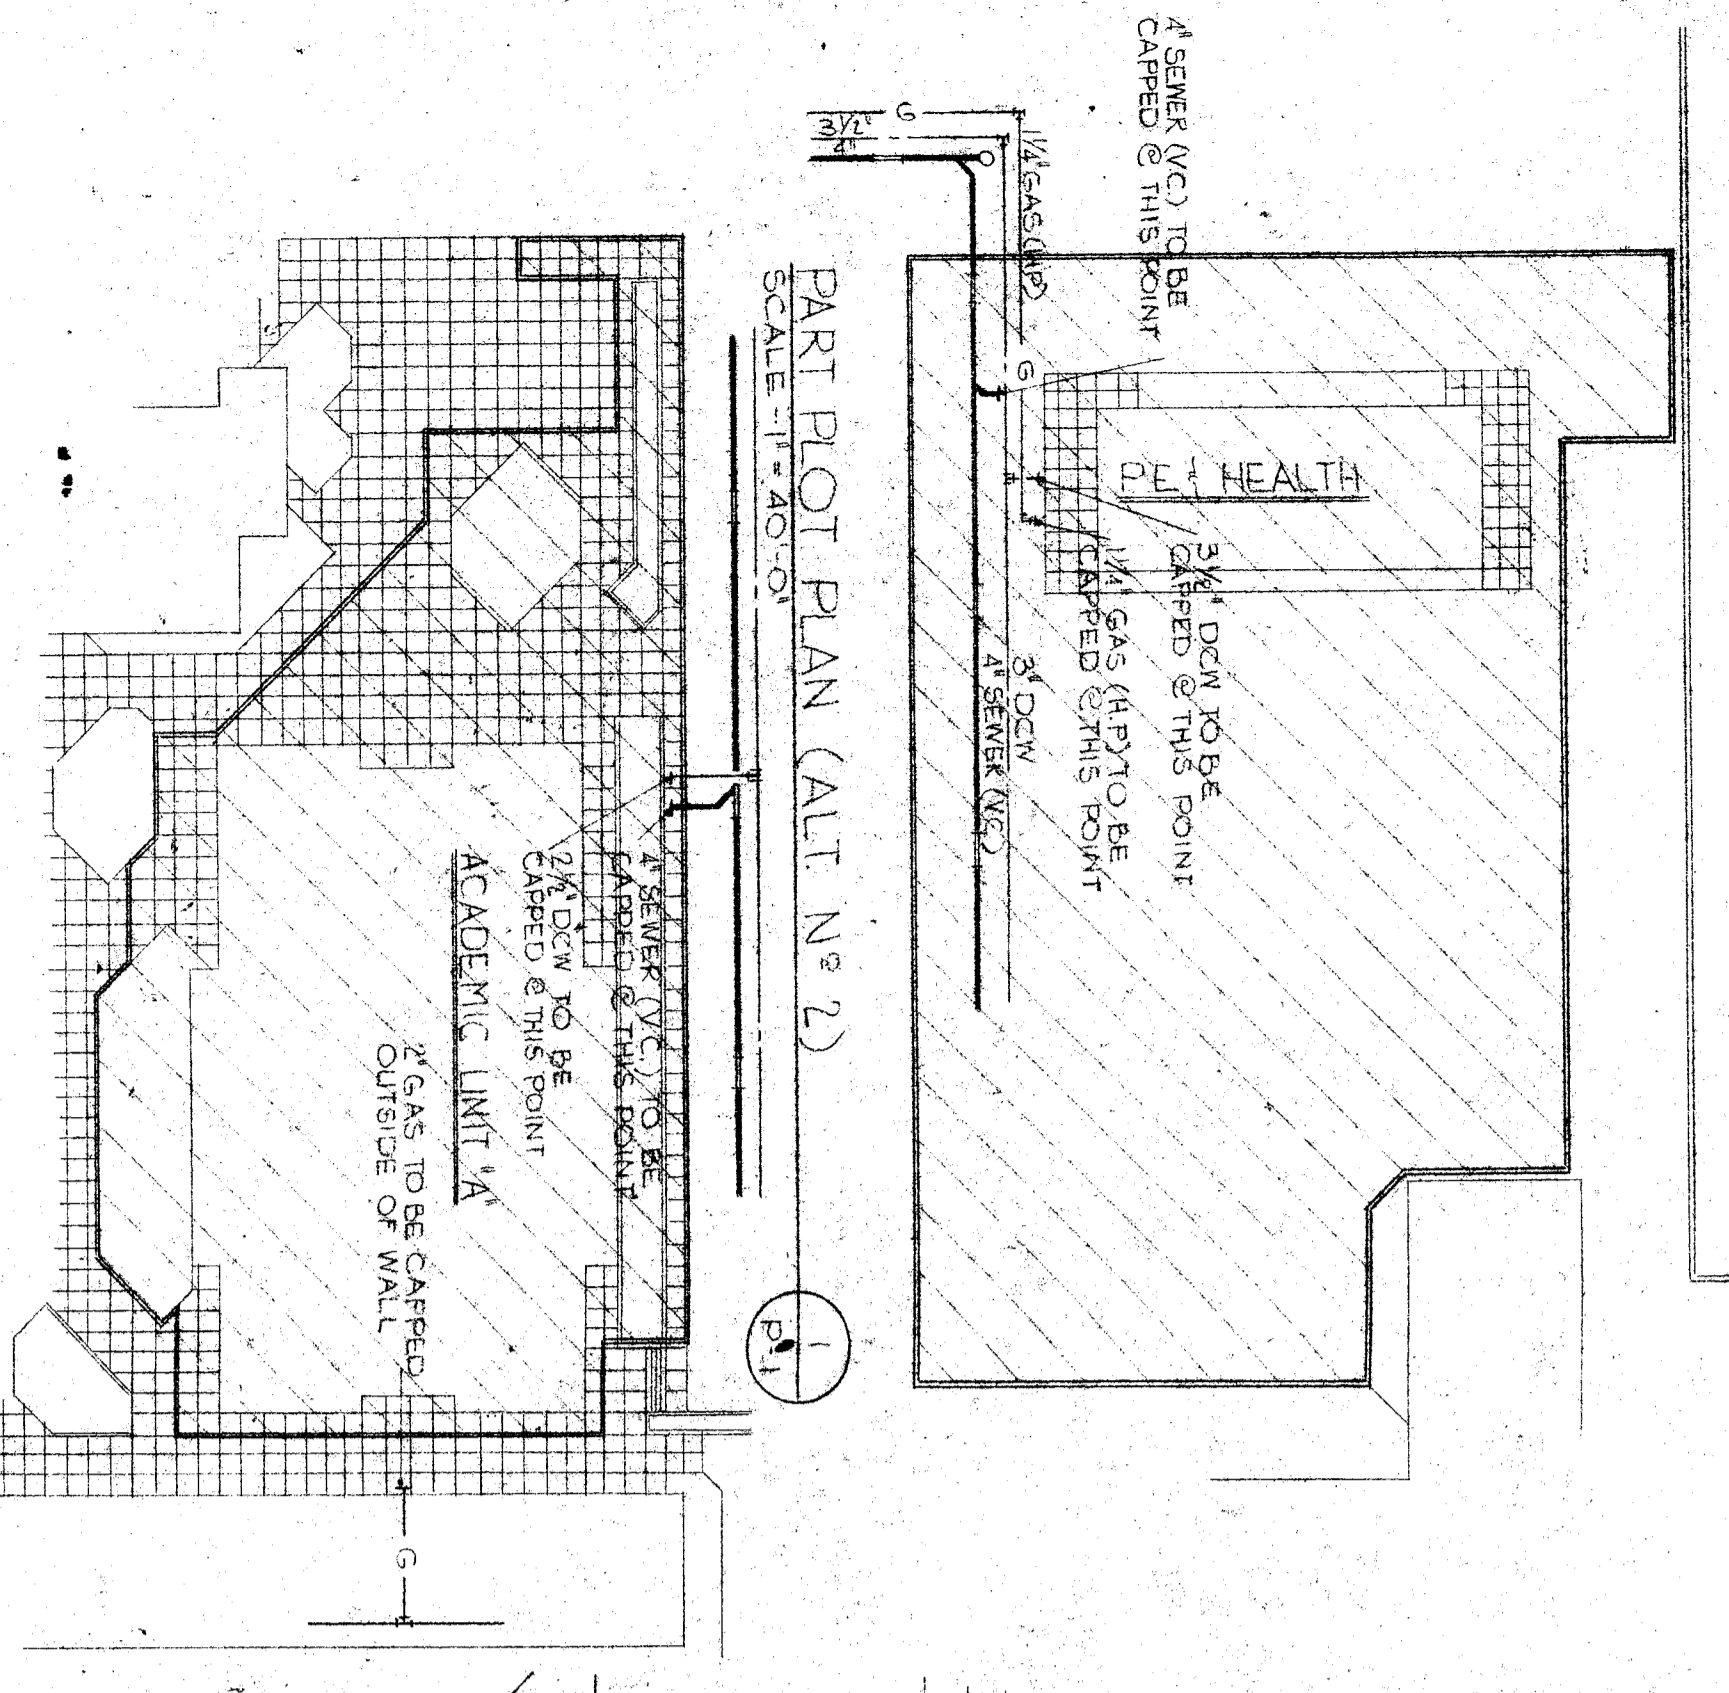 4" SEWER (VC) TO BE
CAPPED @ THIS POINT
G
3½"
4"
1¼" GAS (HP)
G
PE & HEALTH
3½" DCW TO BE
CAPPED @ THIS POINT
1¼" GAS (H.P) TO BE
CAPPED @ THIS POINT
3" DCW
4" SEWER (VC)
PART PLOT PLAN (ALT. Nº 2)
SCALE - 1" = 40'-0"
1
P-1
4" SEWER (V.C.) TO BE
CAPPED @ THIS POINT
2½" DCW TO BE
CAPPED @ THIS POINT
ACADEMIC UNIT "A"
2" GAS TO BE CAPPED
OUTSIDE OF WALL
G